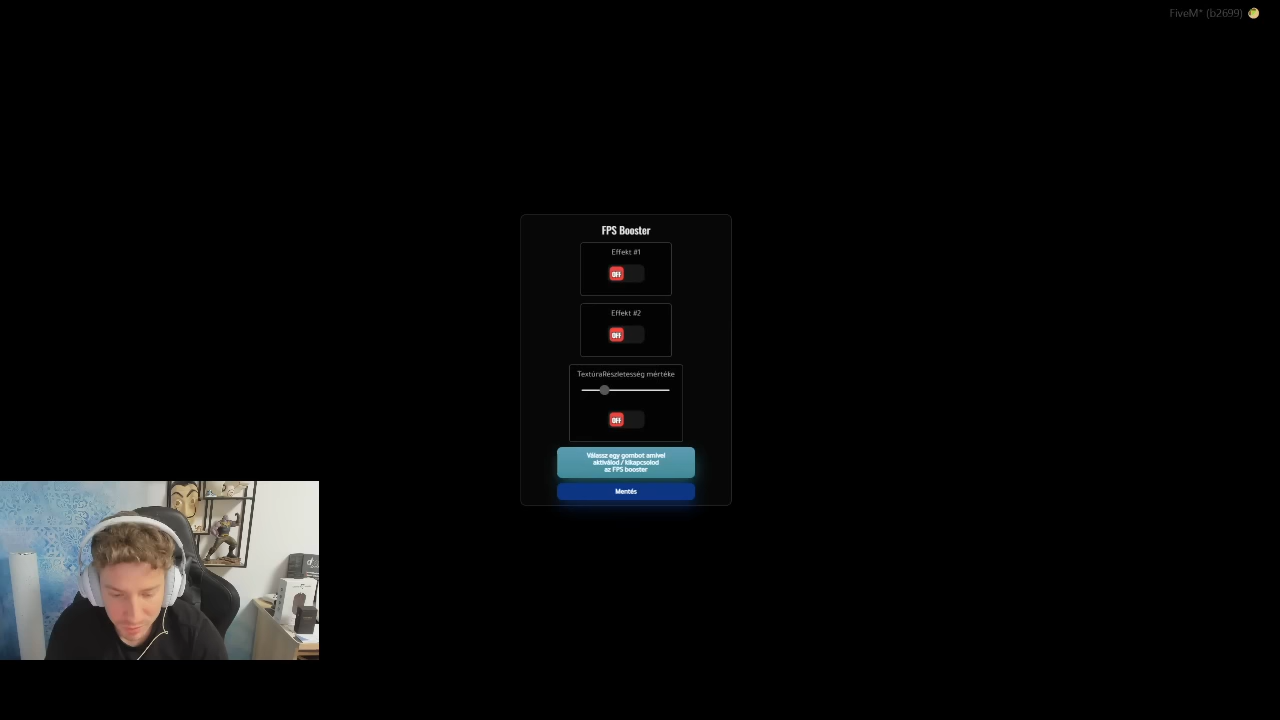 FiveM* (b2699)
FPS Booster
Effekt #1
OFF
Effekt #2
OFF
TextúraRészletesség mértéke
OFF
Válassz egy gombot amivel
aktiválod / kikapcsolod
az FPS booster
Mentés